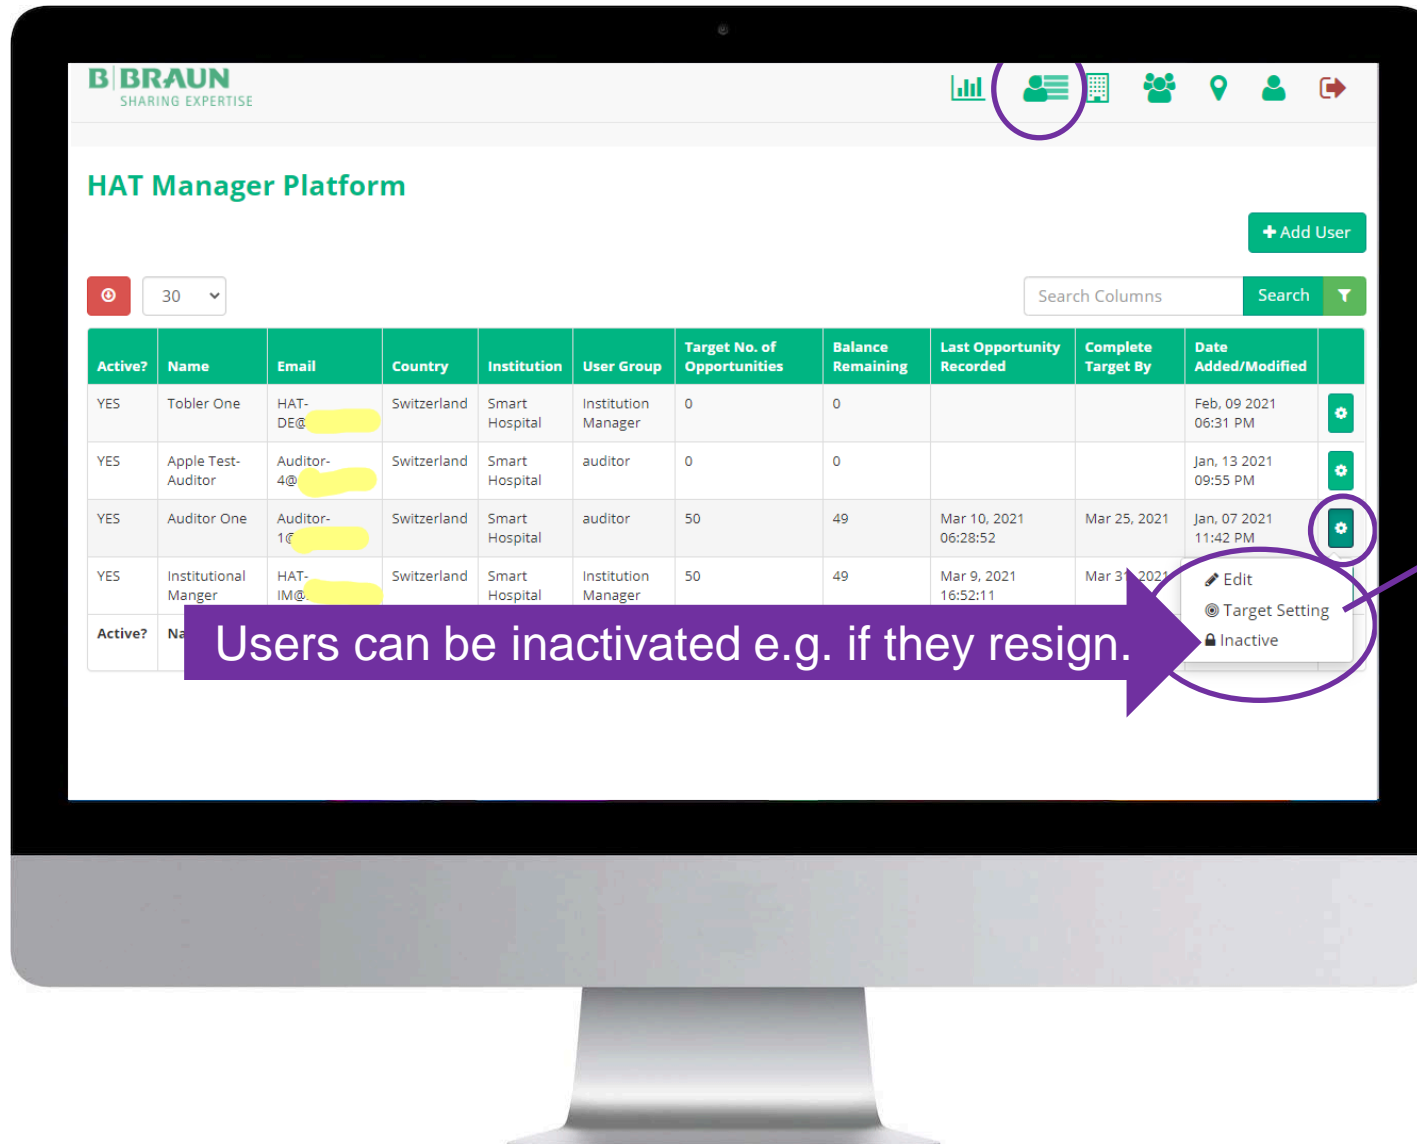 B|BRAUN
SHARING EXPERTISE
HAT Manager Platform
+ Add User
30
Search Columns
Search
Active? Name Email Country Institution User Group Target No. of Opportunities Balance Remaining Last Opportunity Recorded Complete Target By Date Added/Modified
YES Tobler One HAT-DE@ Switzerland Smart Hospital Institution Manager 0 0 Feb, 09 2021 06:31 PM
YES Apple Test-Auditor Auditor-4@ Switzerland Smart Hospital auditor 0 0 Jan, 13 2021 09:55 PM
YES Auditor One Auditor-1@ Switzerland Smart Hospital auditor 50 49 Mar 10, 2021 06:28:52 Mar 25, 2021 Jan, 07 2021 11:42 PM
YES Institutional Manger HAT-IM@ Switzerland Smart Hospital Institution Manager 50 49 Mar 9, 2021 16:52:11 Mar 31, 2021
Edit
Target Setting
Inactive
Active? Na
Users can be inactivated e.g. if they resign.